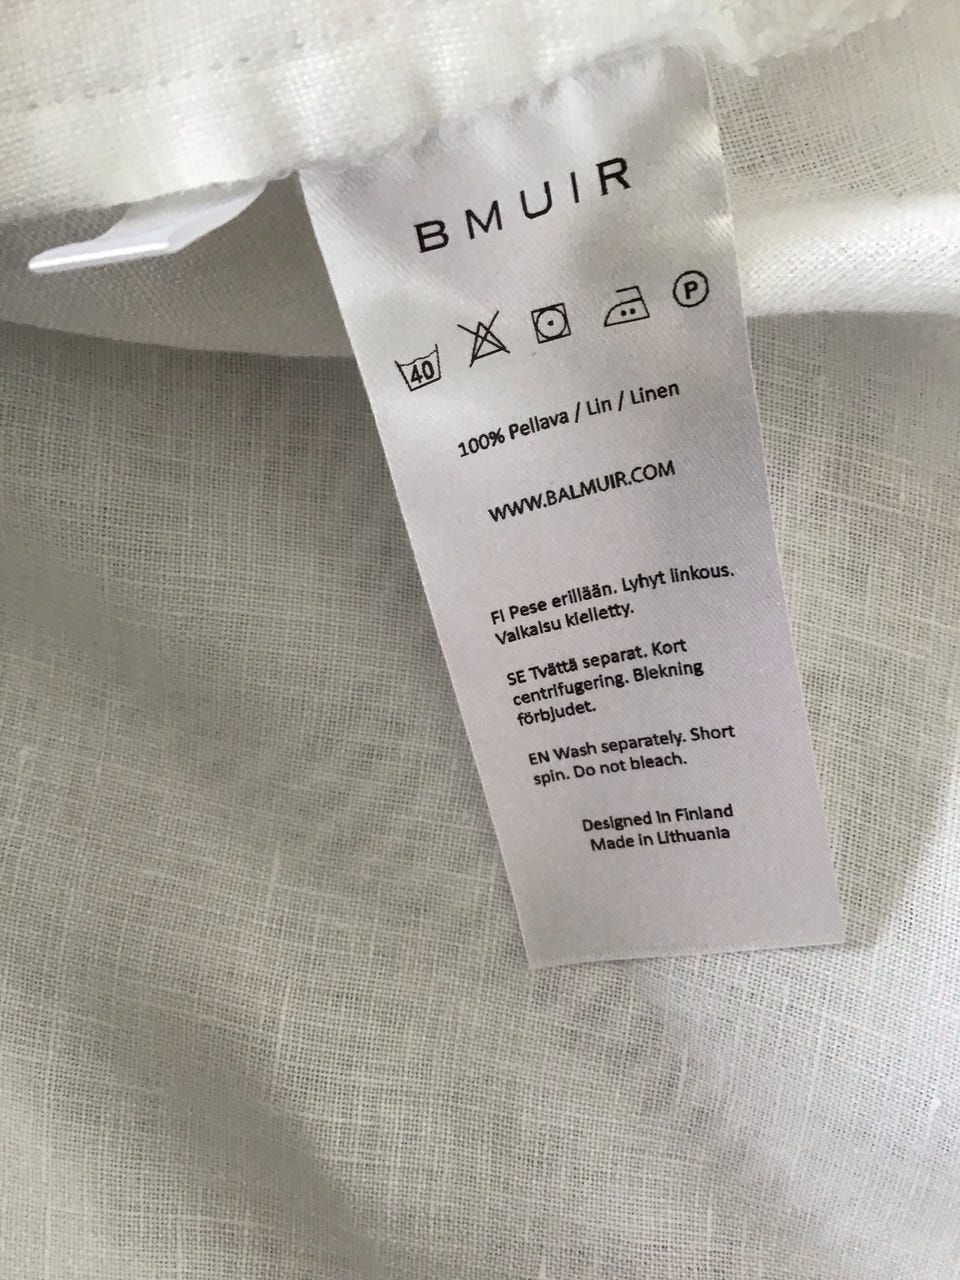 BMUIR
40 P
100% Pellava / Lin / Linen
WWW.BALMUIR.COM
FI Pese erillään. Lyhyt linkous.
Valkaisu kielletty.
SE Tvättä separat. Kort
centrifugering. Blekning
förbjudet.
EN Wash separately. Short
spin. Do not bleach.
Designed in Finland
Made in Lithuania